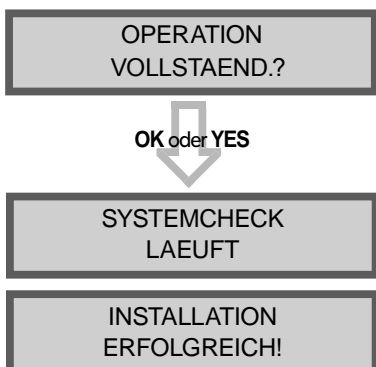 OPERATION
VOLLSTAEND.?
OK oder YES
SYSTEMCHECK
LAEUFT
INSTALLATION
ERFOLGREICH!